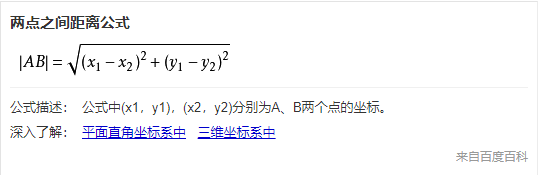 两点之间距离公式
|AB| = √(x₁ − x₂)² + (y₁ − y₂)²
公式描述： 公式中(x1，y1)，(x2，y2)分别为A、B两个点的坐标。
深入了解： 平面直角坐标系中 三维坐标系中
来自百度百科